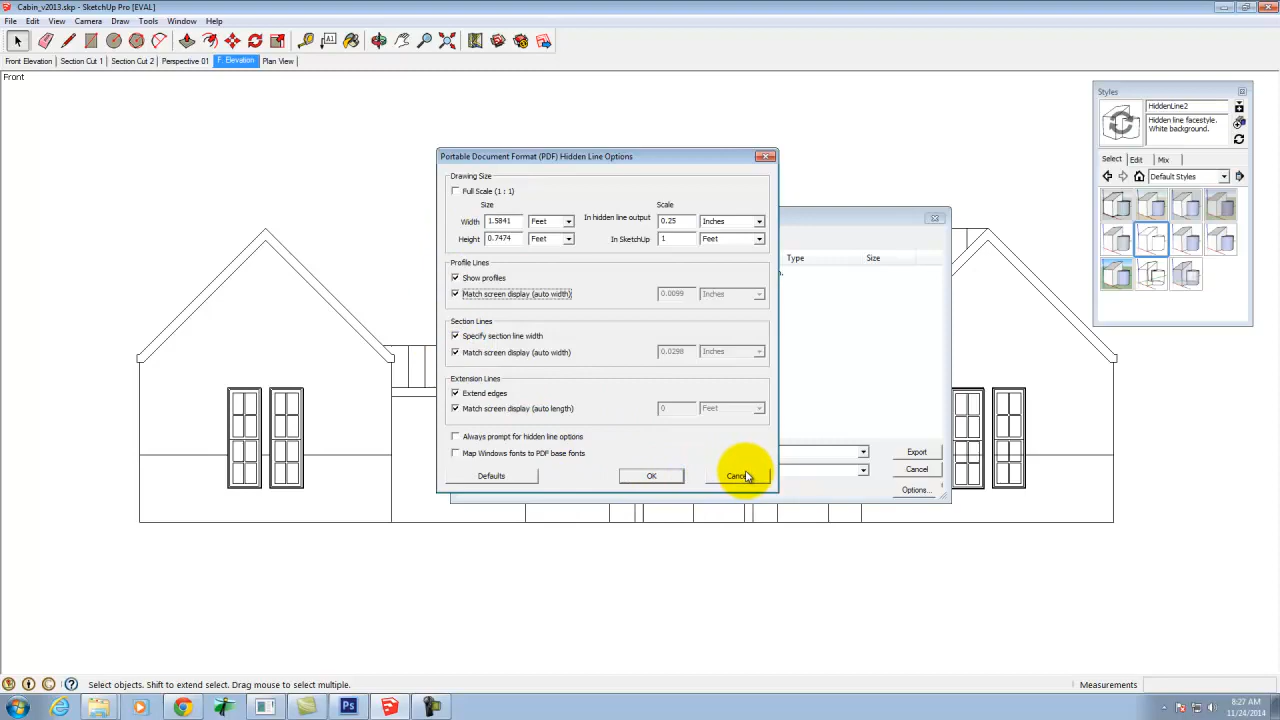 Cabin_v2013.skp - SketchUp Pro [EVAL]
File Edit View Camera Draw Tools Window Help
Front Elevation Section Cut 1 Section Cut 2 Perspective 01 F. Elevation Plan View
Front
Styles
HiddenLine2
Hidden line facestyle.
White background.
Select Edit Mix
Default Styles
Portable Document Format (PDF) Hidden Line Options
Drawing Size
Full Scale (1 : 1)
Size Scale
Width 1.5841 Feet In hidden line output 0.25 Inches
Height 0.7474 Feet In SketchUp 1 Feet
Profile Lines
Show profiles
Match screen display (auto width) 0.0099 Inches
Section Lines
Specify section line width
Match screen display (auto width) 0.0298 Inches
Extension Lines
Extend edges
Match screen display (auto length) 0 Feet
Always prompt for hidden line options
Map Windows fonts to PDF base fonts
Defaults OK Cancel
Type Size
Export
Cancel
Options...
Select objects. Shift to extend select. Drag mouse to select multiple.
Measurements
Ps
8:27 AM
11/24/2014